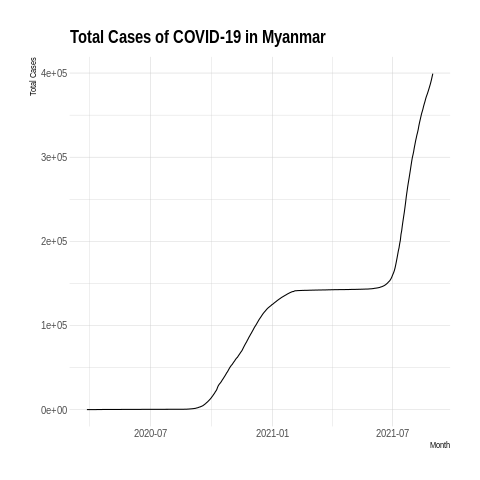 Total Cases of COVID-19 in Myanmar
Total Cases
4e+05
3e+05
2e+05
1e+05
0e+00
2020-07 2021-01 2021-07
Month